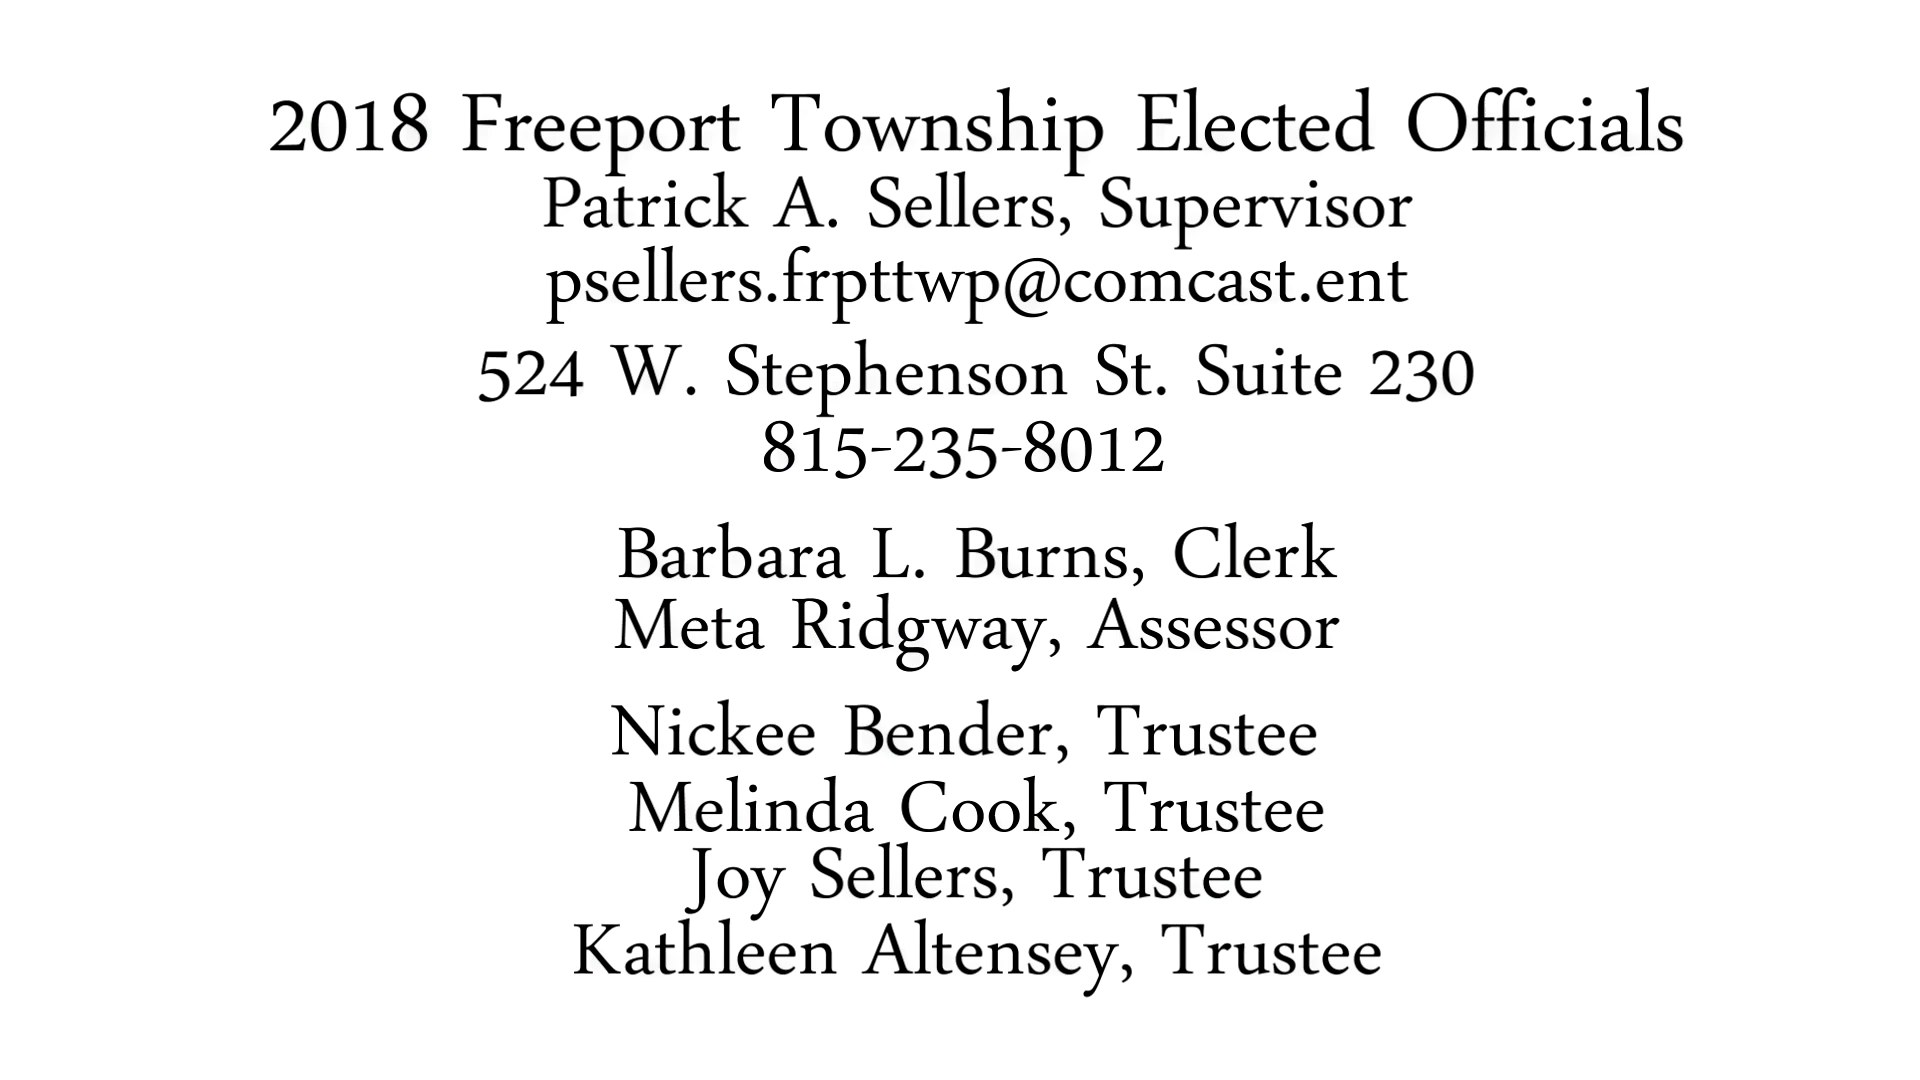 2018 Freeport Township Elected Officials
Patrick A. Sellers, Supervisor
psellers.frpttwp@comcast.ent
524 W. Stephenson St. Suite 230
815-235-8012
Barbara L. Burns, Clerk
Meta Ridgway, Assessor
Nickee Bender, Trustee
Melinda Cook, Trustee
Joy Sellers, Trustee
Kathleen Altensey, Trustee